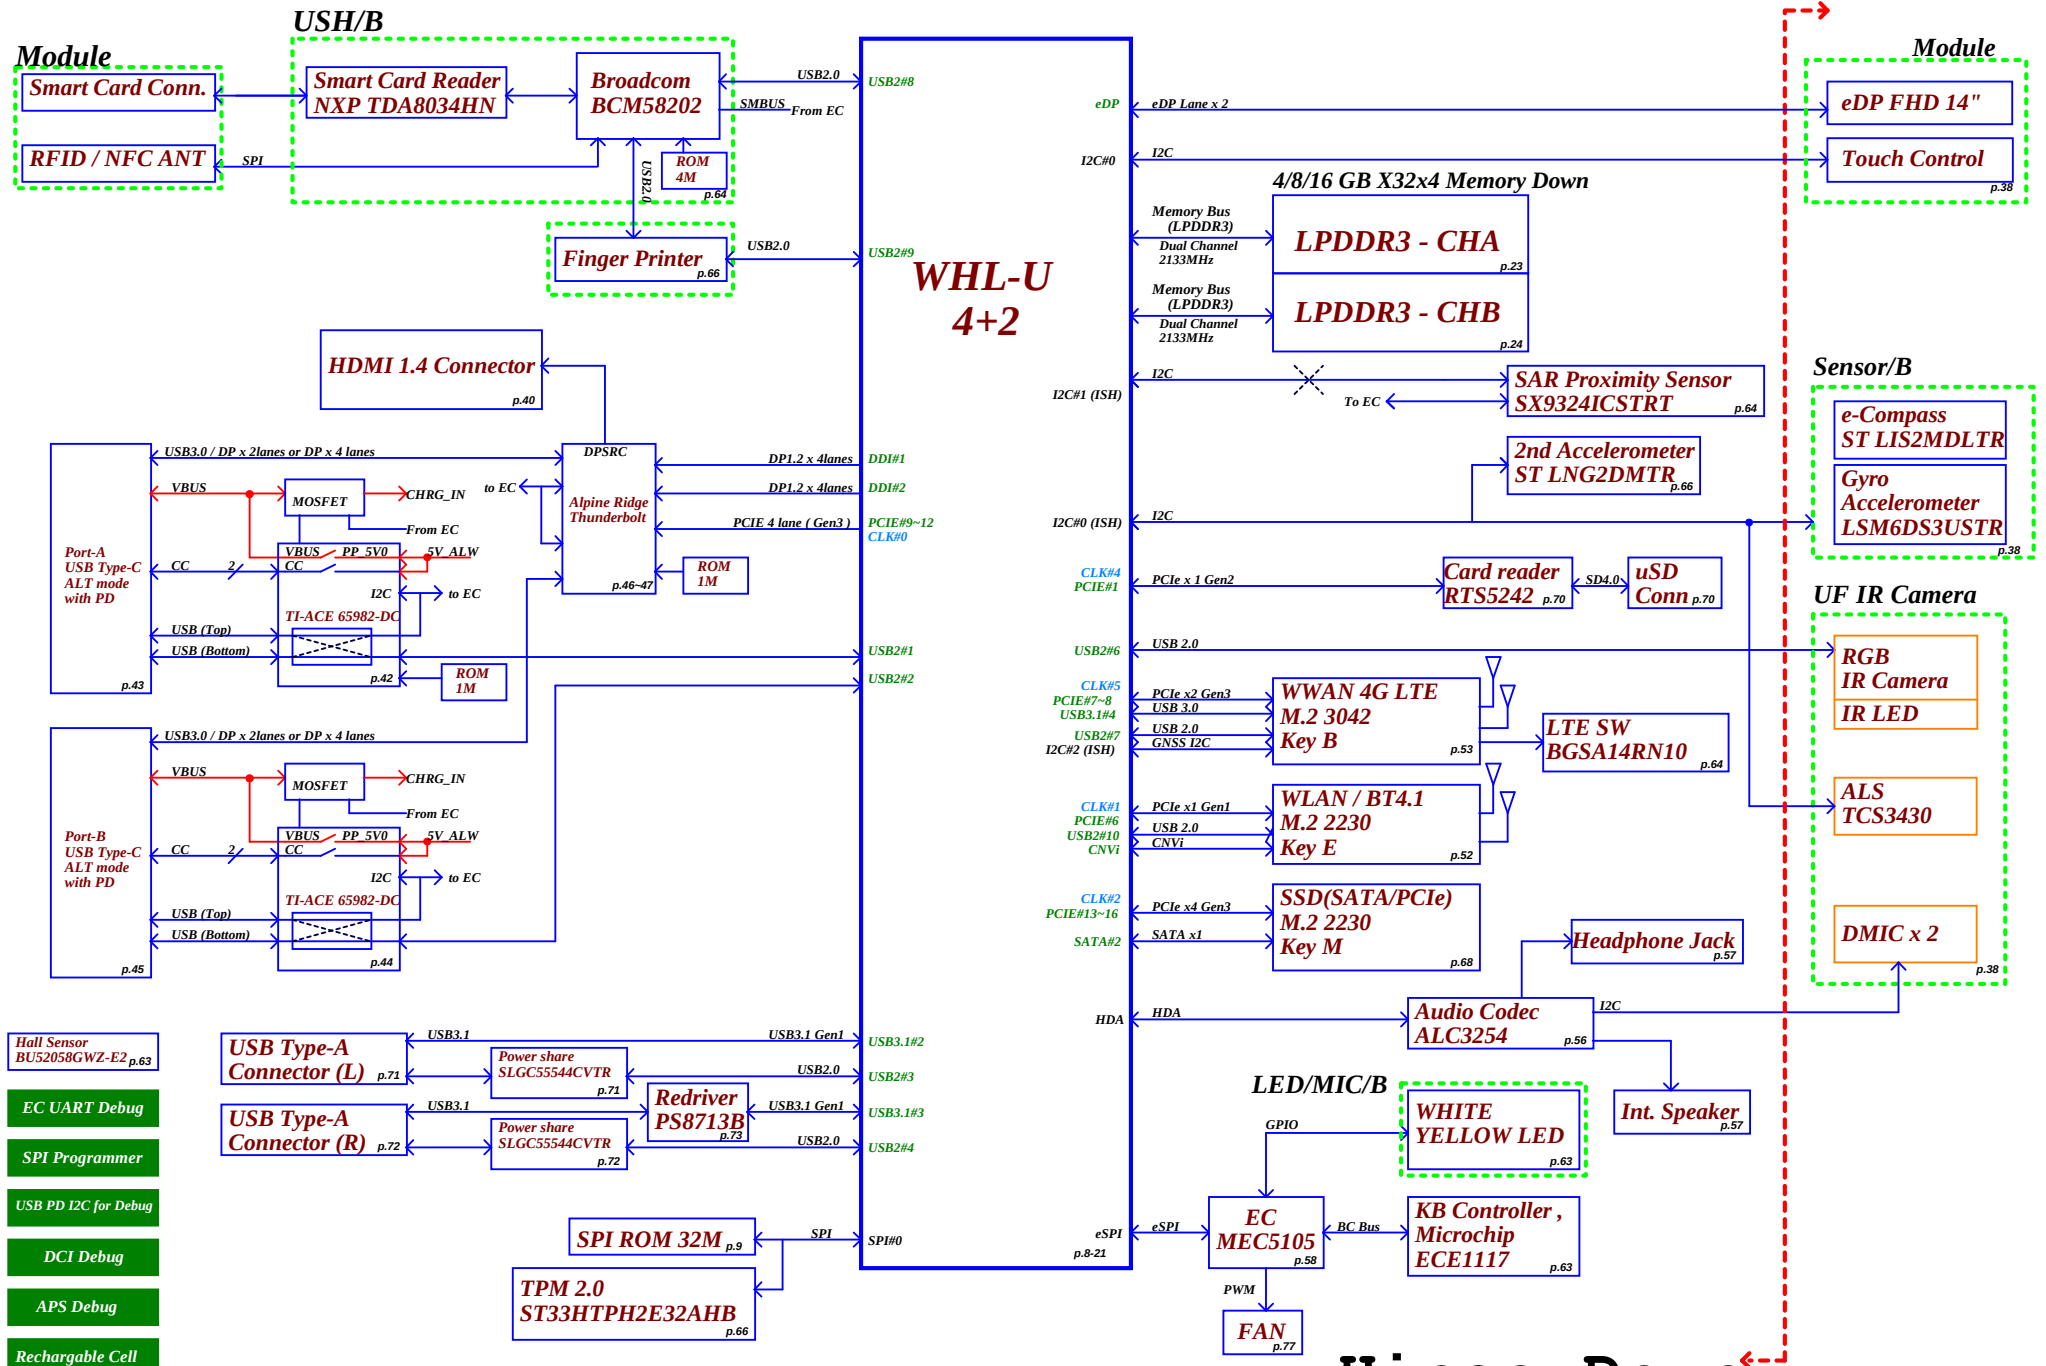 USH/B
Module
Smart Card Conn.
RFID / NFC ANT
SPI
Smart Card Reader
NXP TDA8034HN
Broadcom
BCM58202
USB2.0
SMBUS
From EC
USB2.0
ROM
4M
p.64
Finger Printer
p.66
USB2.0
USB2#8
USB2#9
WHL-U
4+2
HDMI 1.4 Connector
p.40
DPSRC
Alpine Ridge
Thunderbolt
p.46~47
to EC
ROM
1M
DP1.2 x 4lanes
DDI#1
DP1.2 x 4lanes
DDI#2
PCIE 4 lane ( Gen3 )
PCIE#9~12
CLK#0
USB3.0 / DP x 2lanes or DP x 4 lanes
VBUS
MOSFET
CHRG_IN
From EC
Port-A
USB Type-C
ALT mode
with PD
p.43
VBUS
PP_5V0
5V_ALW
CC
2
CC
I2C
to EC
TI-ACE 65982-DC
USB (Top)
USB (Bottom)
p.42
ROM
1M
USB2#1
USB2#2
USB3.0 / DP x 2lanes or DP x 4 lanes
VBUS
MOSFET
CHRG_IN
From EC
Port-B
USB Type-C
ALT mode
with PD
p.45
VBUS
PP_5V0
5V_ALW
CC
2
CC
I2C
to EC
TI-ACE 65982-DC
USB (Top)
USB (Bottom)
p.44
Hall Sensor
BU52058GWZ-E2
p.63
EC UART Debug
SPI Programmer
USB PD I2C for Debug
DCI Debug
APS Debug
Rechargable Cell
USB Type-A
Connector (L)
p.71
USB3.1
USB3.1 Gen1
USB3.1#2
Power share
SLGC55544CVTR
p.71
USB2.0
USB2#3
USB Type-A
Connector (R)
p.72
USB3.1
Redriver
PS8713B
p.73
USB3.1 Gen1
USB3.1#3
Power share
SLGC55544CVTR
p.72
USB2.0
USB2#4
SPI ROM 32M
p.9
SPI
SPI#0
TPM 2.0
ST33HTPH2E32AHB
p.66
eDP
eDP Lane x 2
Module
eDP FHD 14"
I2C#0
I2C
Touch Control
p.38
4/8/16 GB X32x4 Memory Down
Memory Bus
(LPDDR3)
Dual Channel
2133MHz
LPDDR3 - CHA
p.23
Memory Bus
(LPDDR3)
Dual Channel
2133MHz
LPDDR3 - CHB
p.24
I2C#1 (ISH)
I2C
To EC
SAR Proximity Sensor
SX9324ICSTRT
p.64
2nd Accelerometer
ST LNG2DMTR
p.66
I2C#0 (ISH)
I2C
Sensor/B
e-Compass
ST LIS2MDLTR
Gyro
Accelerometer
LSM6DS3USTR
p.38
CLK#4
PCIE#1
PCIe x 1 Gen2
Card reader
RTS5242
p.70
SD4.0
uSD
Conn
p.70
UF IR Camera
USB2#6
USB 2.0
RGB
IR Camera
IR LED
ALS
TCS3430
DMIC x 2
p.38
CLK#5
PCIE#7~8
PCIe x2 Gen3
USB3.1#4
USB 3.0
USB2#7
USB 2.0
I2C#2 (ISH)
GNSS I2C
WWAN 4G LTE
M.2 3042
Key B
p.53
LTE SW
BGSA14RN10
p.64
CLK#1
PCIE#6
PCIe x1 Gen1
USB2#10
USB 2.0
CNVi
CNVi
WLAN / BT4.1
M.2 2230
Key E
p.52
CLK#2
PCIE#13~16
PCIe x4 Gen3
SATA#2
SATA x1
SSD(SATA/PCIe)
M.2 2230
Key M
p.68
Headphone Jack
p.57
HDA
HDA
Audio Codec
ALC3254
p.56
I2C
Int. Speaker
p.57
LED/MIC/B
WHITE
YELLOW LED
p.63
GPIO
eSPI
p.8-21
eSPI
EC
MEC5105
p.58
BC Bus
KB Controller ,
Microchip
ECE1117
p.63
PWM
FAN
p.77